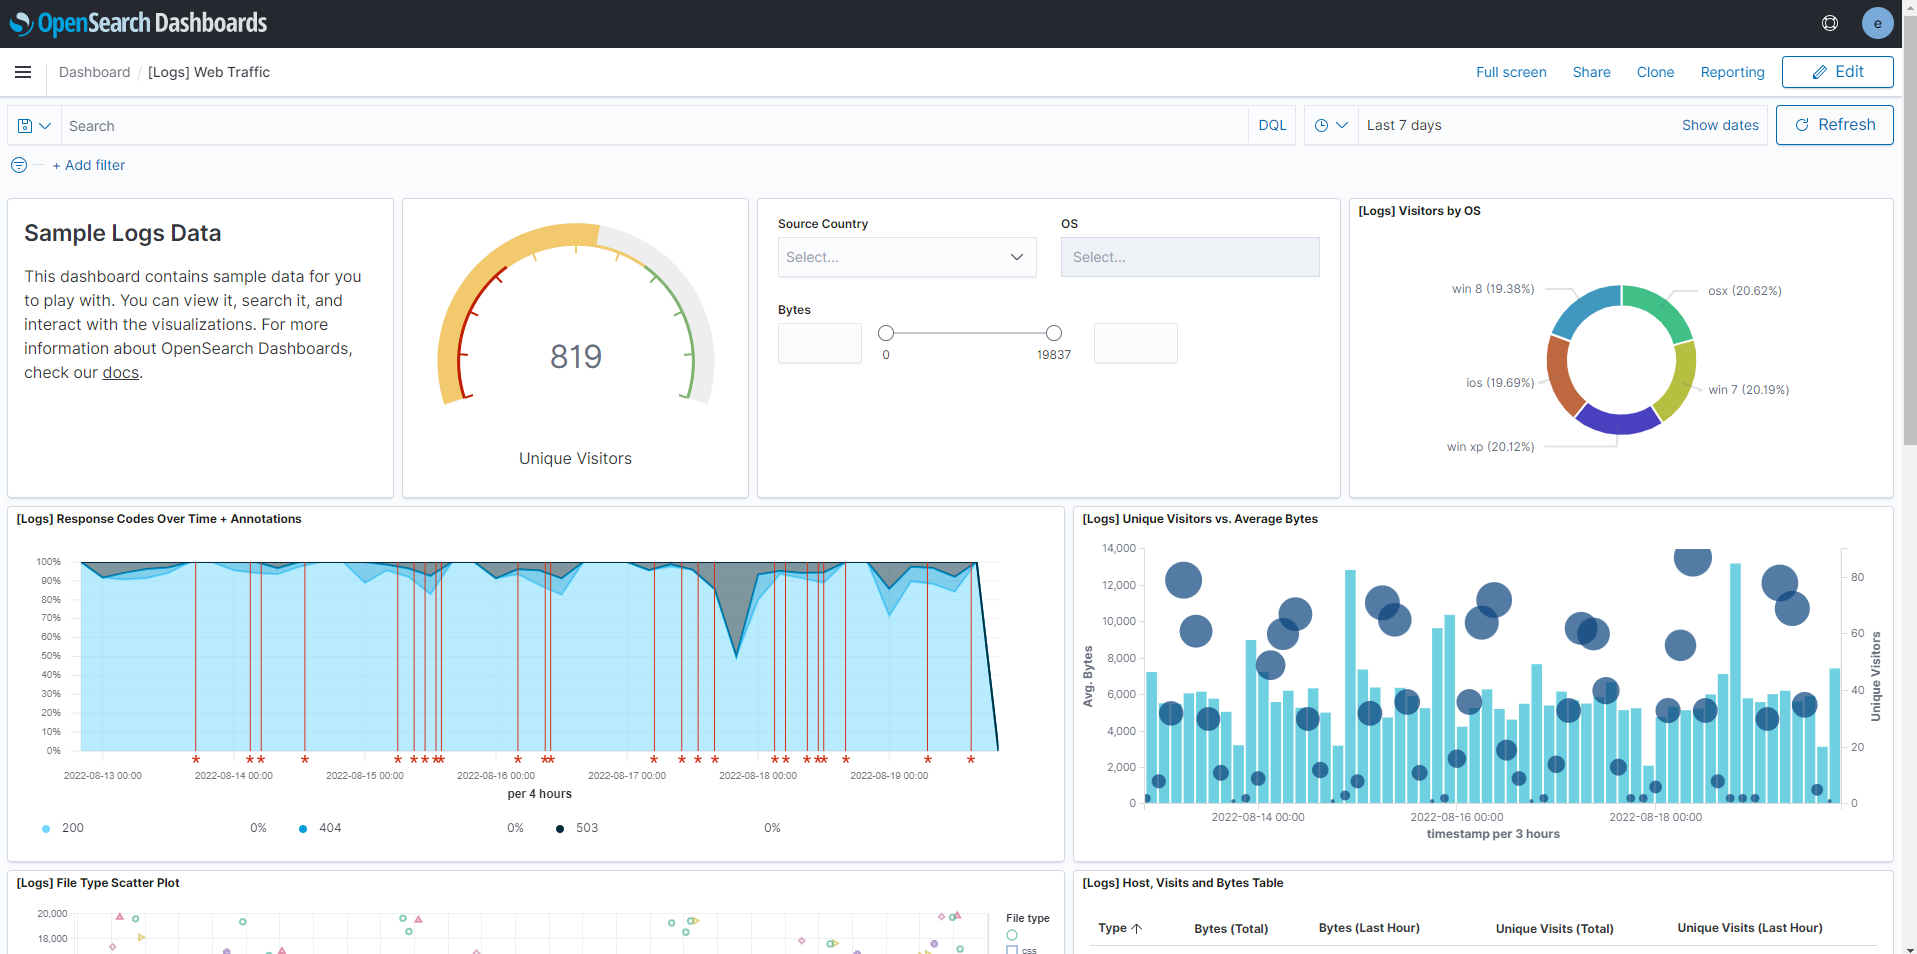 OpenSearch Dashboards
e
Dashboard / [Logs] Web Traffic
Full screen
Share
Clone
Reporting
Edit
Search
DQL
Last 7 days
Show dates
Refresh
+ Add filter
Sample Logs Data
This dashboard contains sample data for you
to play with. You can view it, search it, and
interact with the visualizations. For more
information about OpenSearch Dashboards,
check our docs.
819
Unique Visitors
Source Country
OS
Select...
Select...
Bytes
0
19837
[Logs] Visitors by OS
win 8 (19.38%)
osx (20.62%)
ios (19.69%)
win 7 (20.19%)
win xp (20.12%)
[Logs] Response Codes Over Time + Annotations
100%
90%
80%
70%
60%
50%
40%
30%
20%
10%
0%
2022-08-13 00:00
2022-08-14 00:00
2022-08-15 00:00
2022-08-16 00:00
2022-08-17 00:00
2022-08-18 00:00
2022-08-19 00:00
per 4 hours
200 0%
404 0%
503 0%
[Logs] Unique Visitors vs. Average Bytes
14,000
12,000
10,000
8,000
6,000
4,000
2,000
0
Avg. Bytes
80
60
40
20
0
Unique Visitors
2022-08-14 00:00
2022-08-16 00:00
2022-08-18 00:00
timestamp per 3 hours
[Logs] File Type Scatter Plot
20,000
18,000
File type
css
[Logs] Host, Visits and Bytes Table
Type
Bytes (Total)
Bytes (Last Hour)
Unique Visits (Total)
Unique Visits (Last Hour)